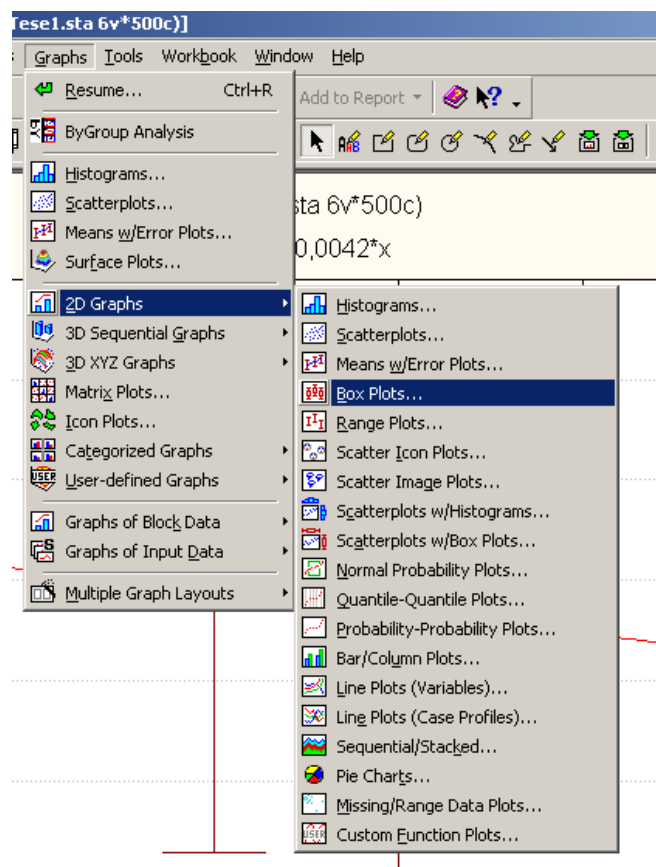 Tese1.sta 6v*500c)]
Graphs Tools Workbook Window Help
Resume... Ctrl+R
Add to Report
ByGroup Analysis
Histograms...
Scatterplots...
Means w/Error Plots...
Surface Plots...
sta 6v*500c)
0,0042*x
2D Graphs
3D Sequential Graphs
3D XYZ Graphs
Matrix Plots...
Icon Plots...
Categorized Graphs
User-defined Graphs
Graphs of Block Data
Graphs of Input Data
Multiple Graph Layouts
Histograms...
Scatterplots...
Means w/Error Plots...
Box Plots...
Range Plots...
Scatter Icon Plots...
Scatter Image Plots...
Scatterplots w/Histograms...
Scatterplots w/Box Plots...
Normal Probability Plots...
Quantile-Quantile Plots...
Probability-Probability Plots...
Bar/Column Plots...
Line Plots (Variables)...
Line Plots (Case Profiles)...
Sequential/Stacked...
Pie Charts...
Missing/Range Data Plots...
Custom Function Plots...